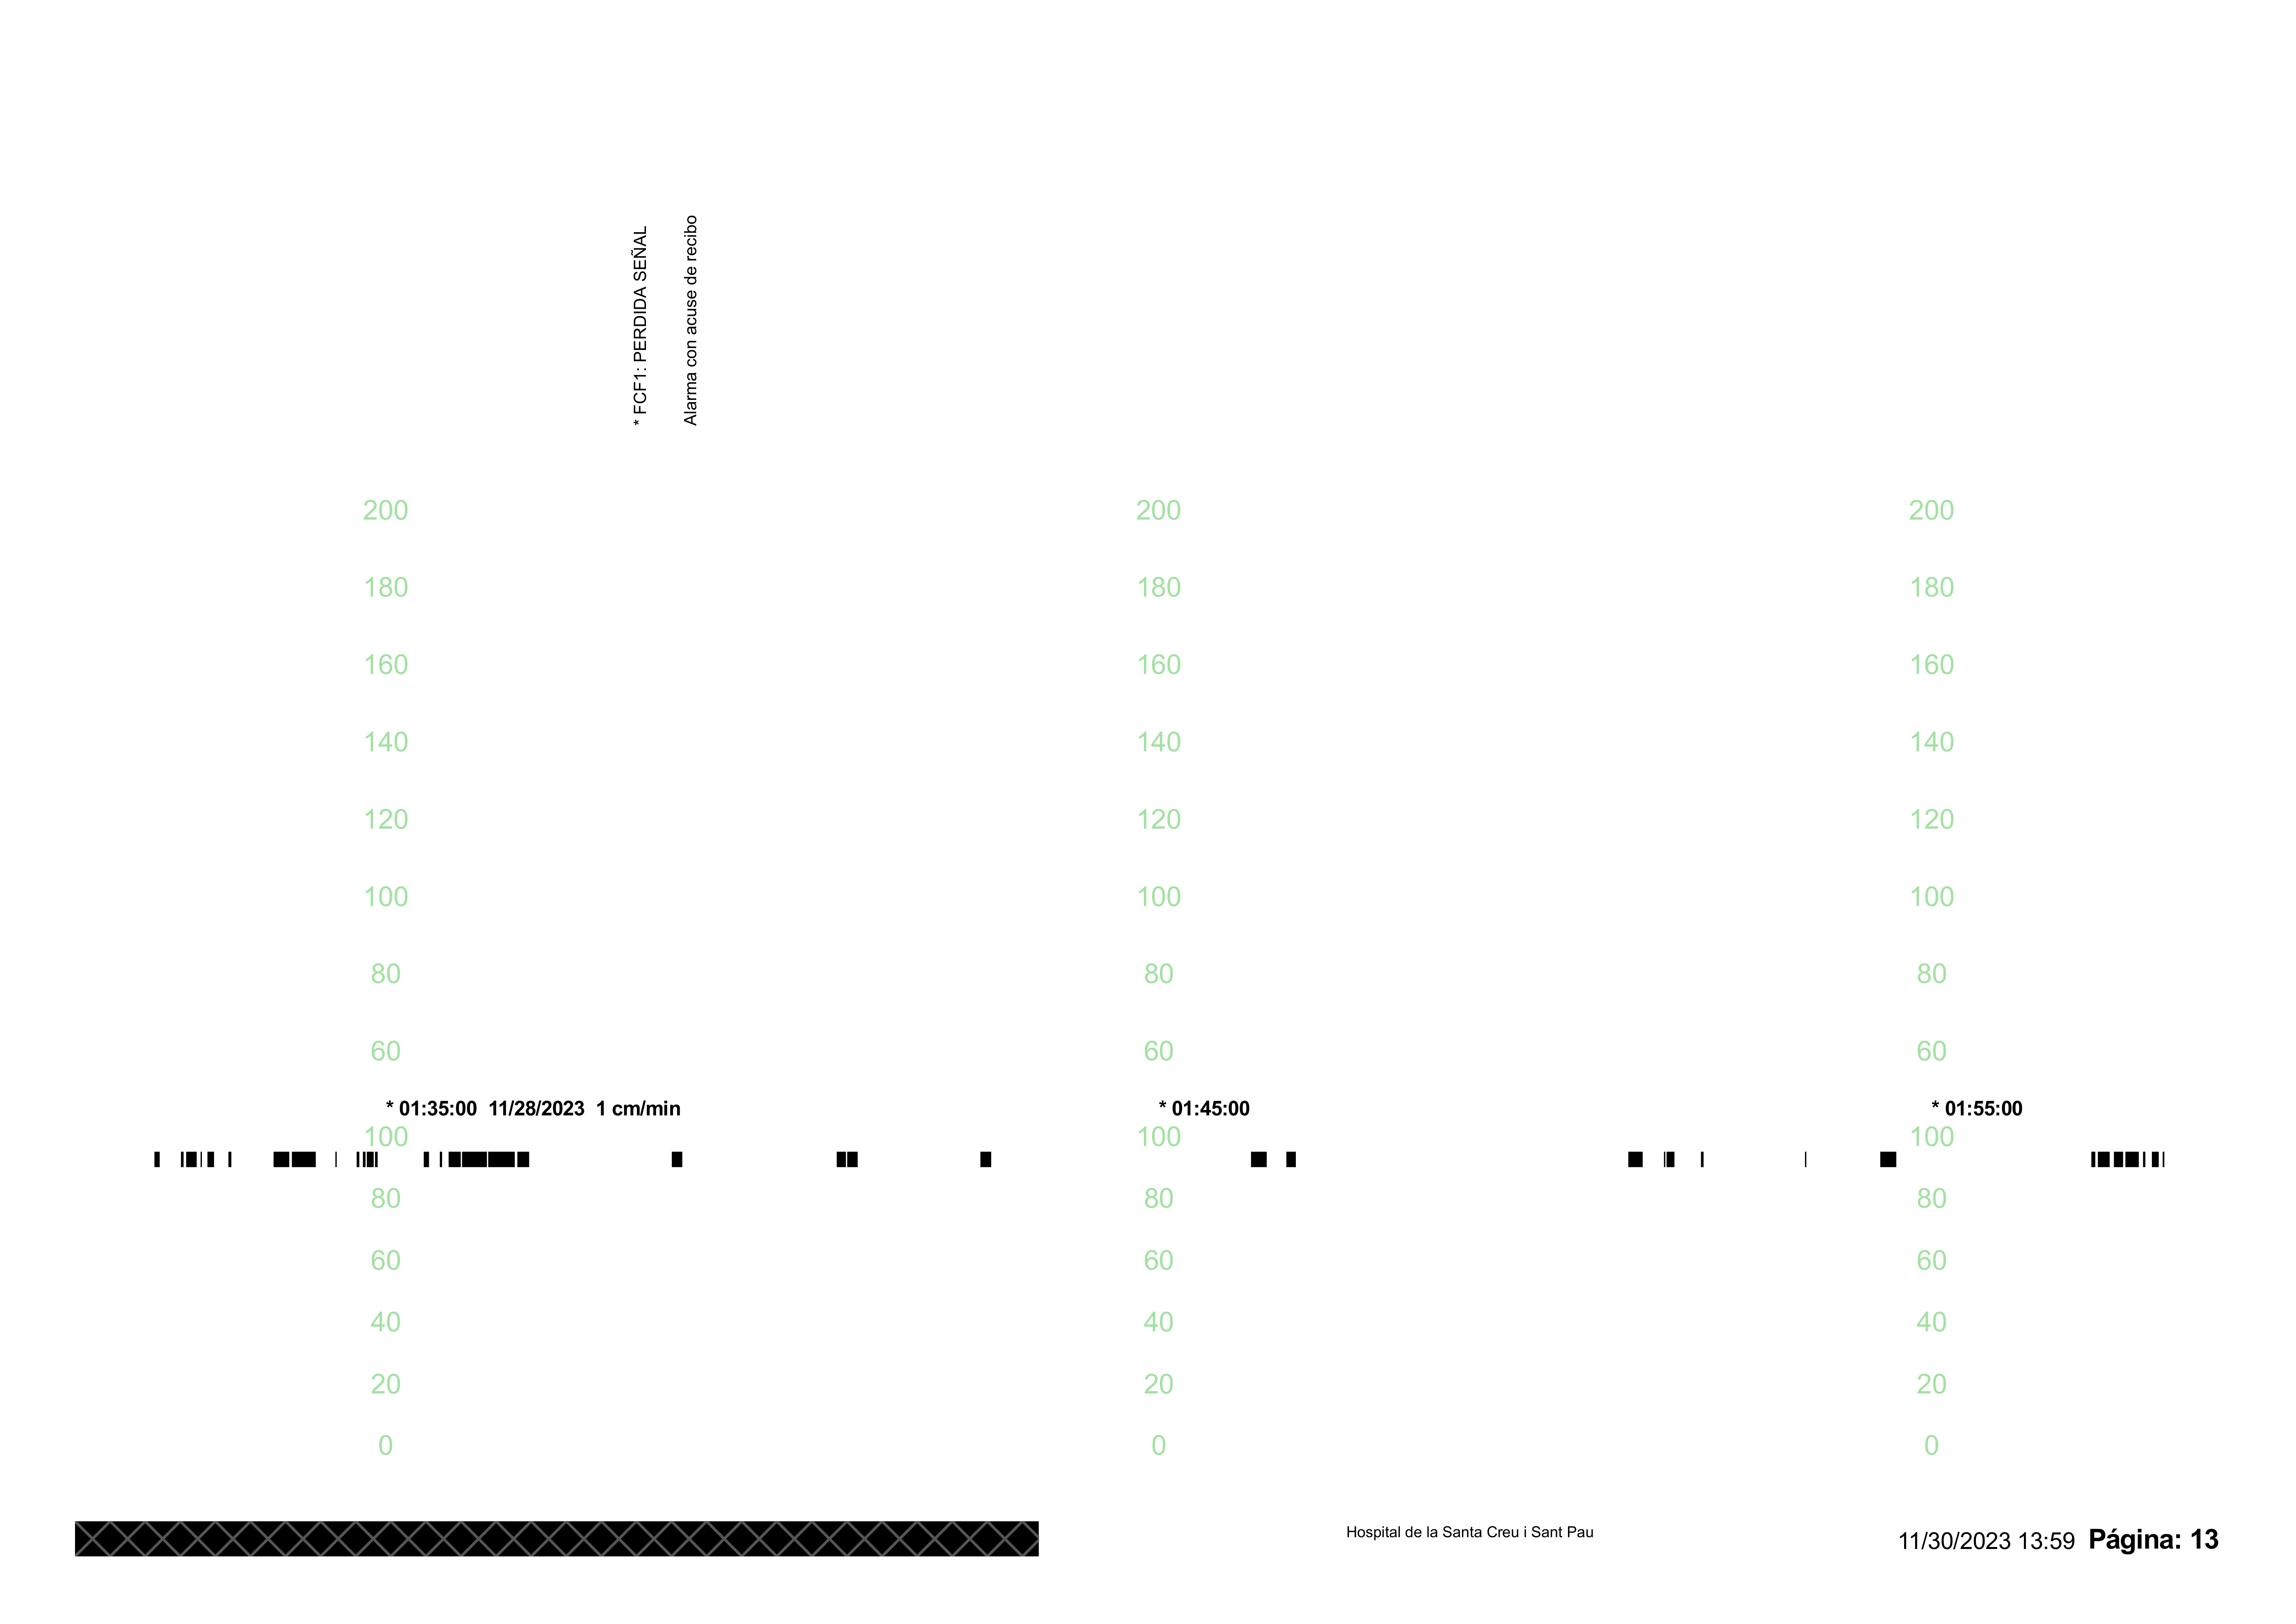 * FCF1: PERDIDA SEÑAL
Alarma con acuse de recibo
200 200 200
180 180 180
160 160 160
140 140 140
120 120 120
100 100 100
80 80 80
60 60 60
* 01:35:00 11/28/2023 1 cm/min * 01:45:00 * 01:55:00
100 100 100
80 80 80
60 60 60
40 40 40
20 20 20
0 0 0
Hospital de la Santa Creu i Sant Pau
11/30/2023 13:59 Página: 13